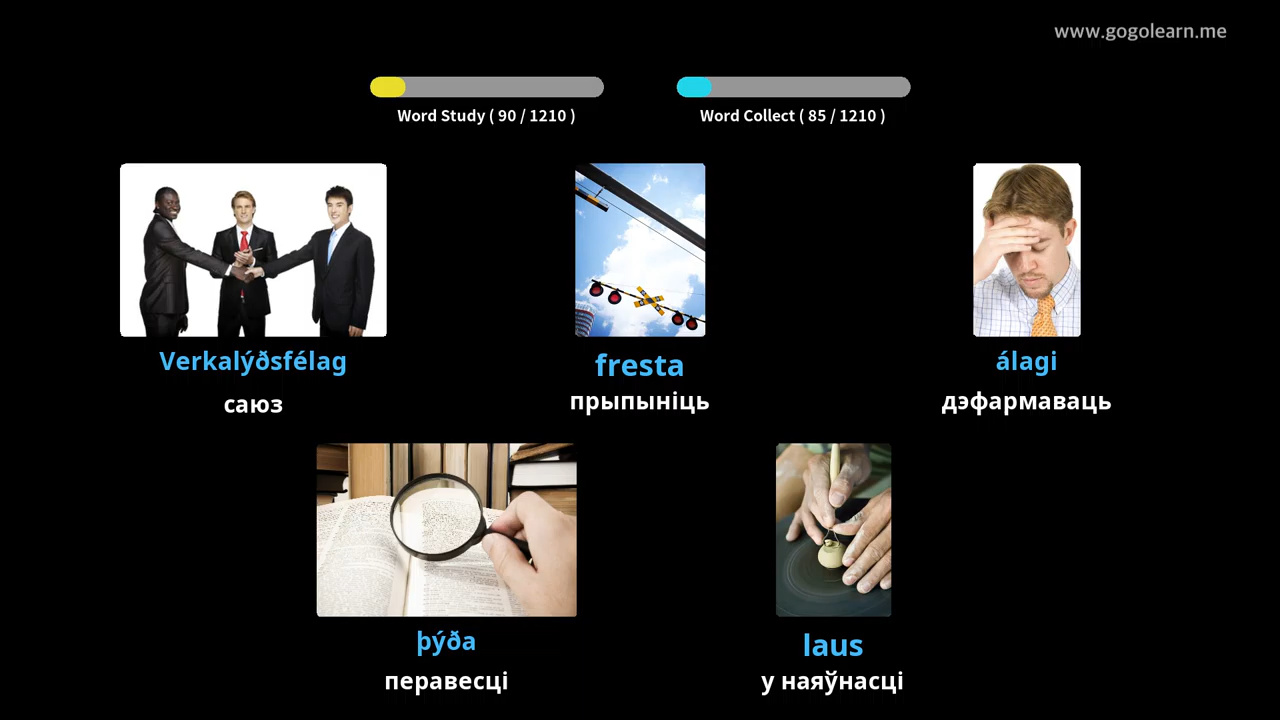 www.gogolearn.me
Word Study ( 90 / 1210 )
Word Collect ( 85 / 1210 )
Verkalýðsfélag
саюз
fresta
прыпыніць
álagi
дэфармаваць
þýða
перавесці
laus
у наяўнасці